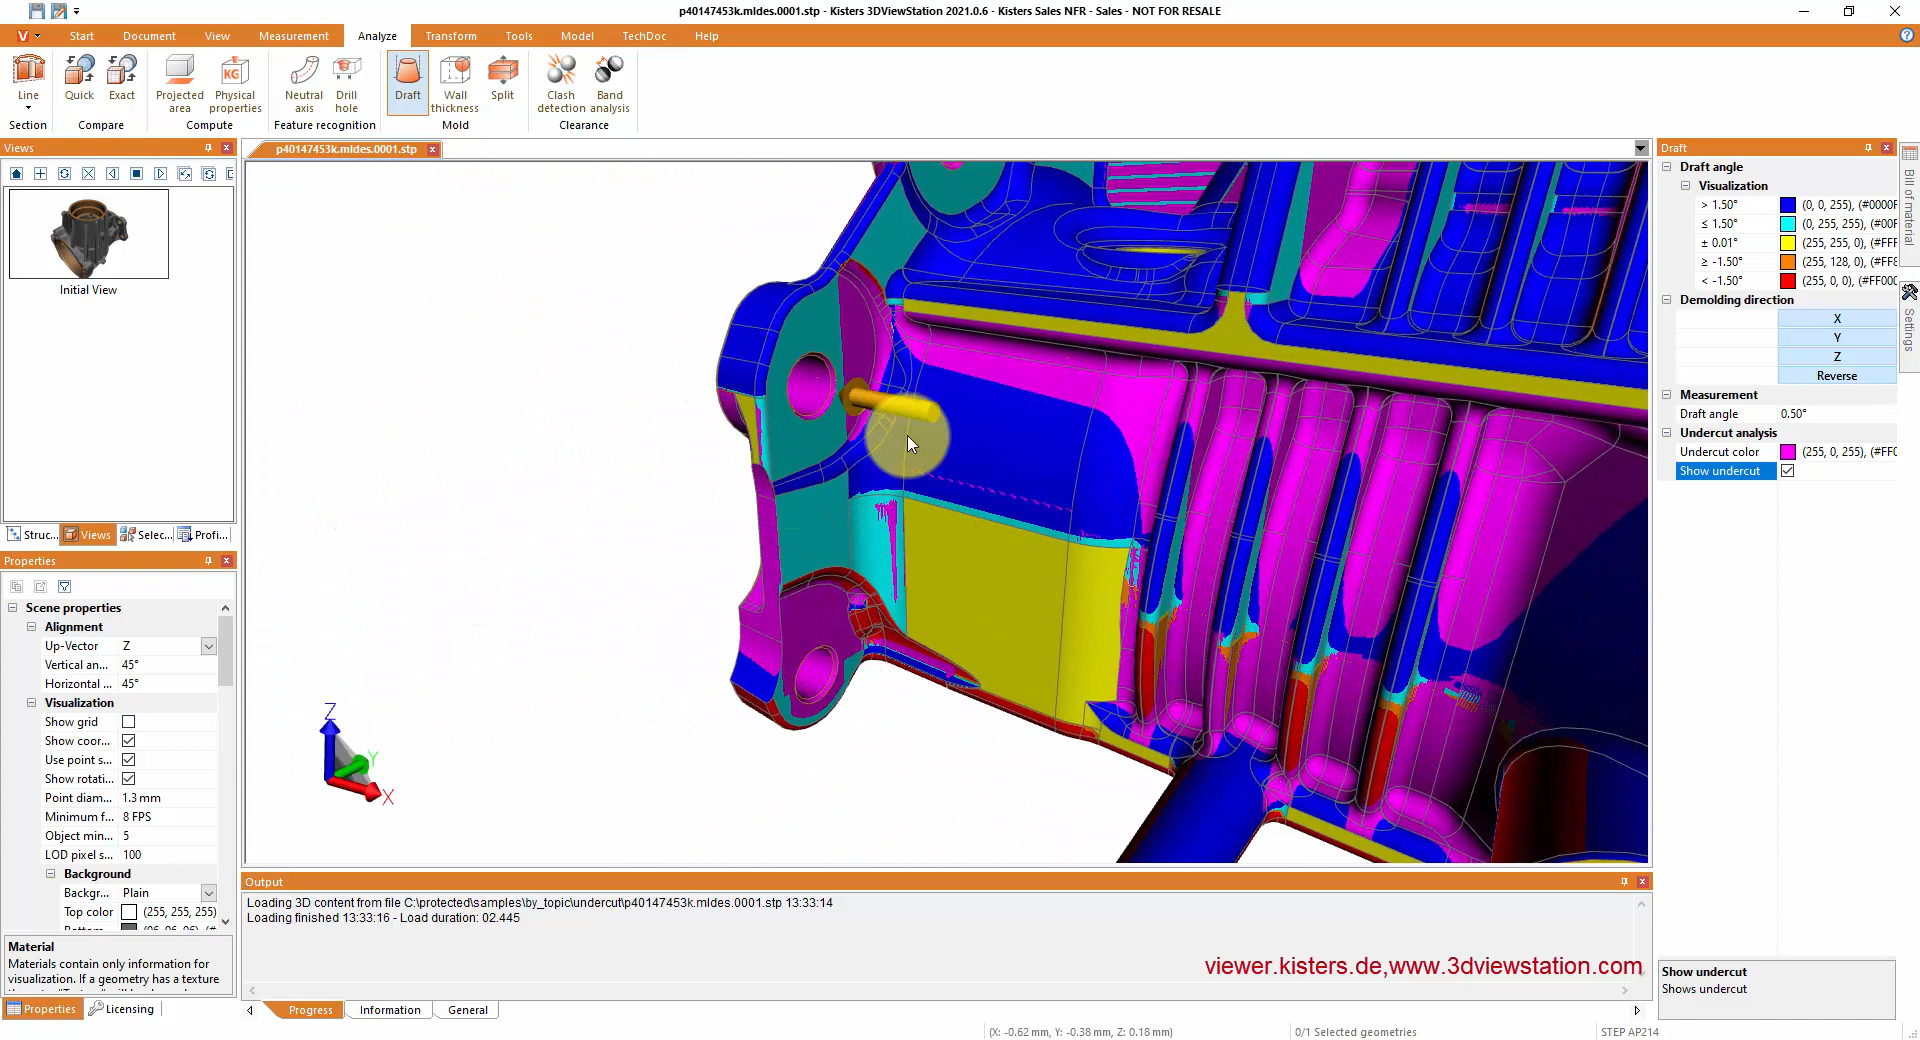 p40147453k.mldes.0001.stp - Kisters 3DViewStation 2021.0.6 - Kisters Sales NFR - Sales - NOT FOR RESALE
V Start Document View Measurement Analyze Transform Tools Model TechDoc Help
Line Quick Exact Projected area Physical properties Neutral axis Drill hole Draft Wall thickness Split Clash detection Band analysis
Section Compare Compute Feature recognition Mold Clearance
Views
Initial View
Struc... Views Selec... Profi...
Properties
Scene properties
Alignment
Up-Vector Z
Vertical an... 45°
Horizontal ... 45°
Visualization
Show grid
Show coor...
Use point s...
Show rotati...
Point diam... 1.3 mm
Minimum f... 8 FPS
Object min... 5
LOD pixel s... 100
Background
Backgr... Plain
Top color (255, 255, 255)
Material
Materials contain only information for
visualization. If a geometry has a texture
Properties Licensing
p40147453k.mldes.0001.stp
KG
Z
Y
X
Output
Loading 3D content from file C:\protected\samples\by_topic\undercut\p40147453k.mldes.0001.stp 13:33:14
Loading finished 13:33:16 - Load duration: 02.445
viewer.kisters.de,www.3dviewstation.com
Progress Information General
(X: -0.62 mm, Y: -0.38 mm, Z: 0.18 mm) 0/1 Selected geometries STEP AP214
Draft
Draft angle
Visualization
> 1.50° (0, 0, 255), (#0000F
≤ 1.50° (0, 255, 255), (#00F
± 0.01° (255, 255, 0), (#FFF
≥ -1.50° (255, 128, 0), (#FF8
< -1.50° (255, 0, 0), (#FF000
Demolding direction
X
Y
Z
Reverse
Measurement
Draft angle 0.50°
Undercut analysis
Undercut color (255, 0, 255), (#FF0
Show undercut
Show undercut
Shows undercut
Bill of material
Settings